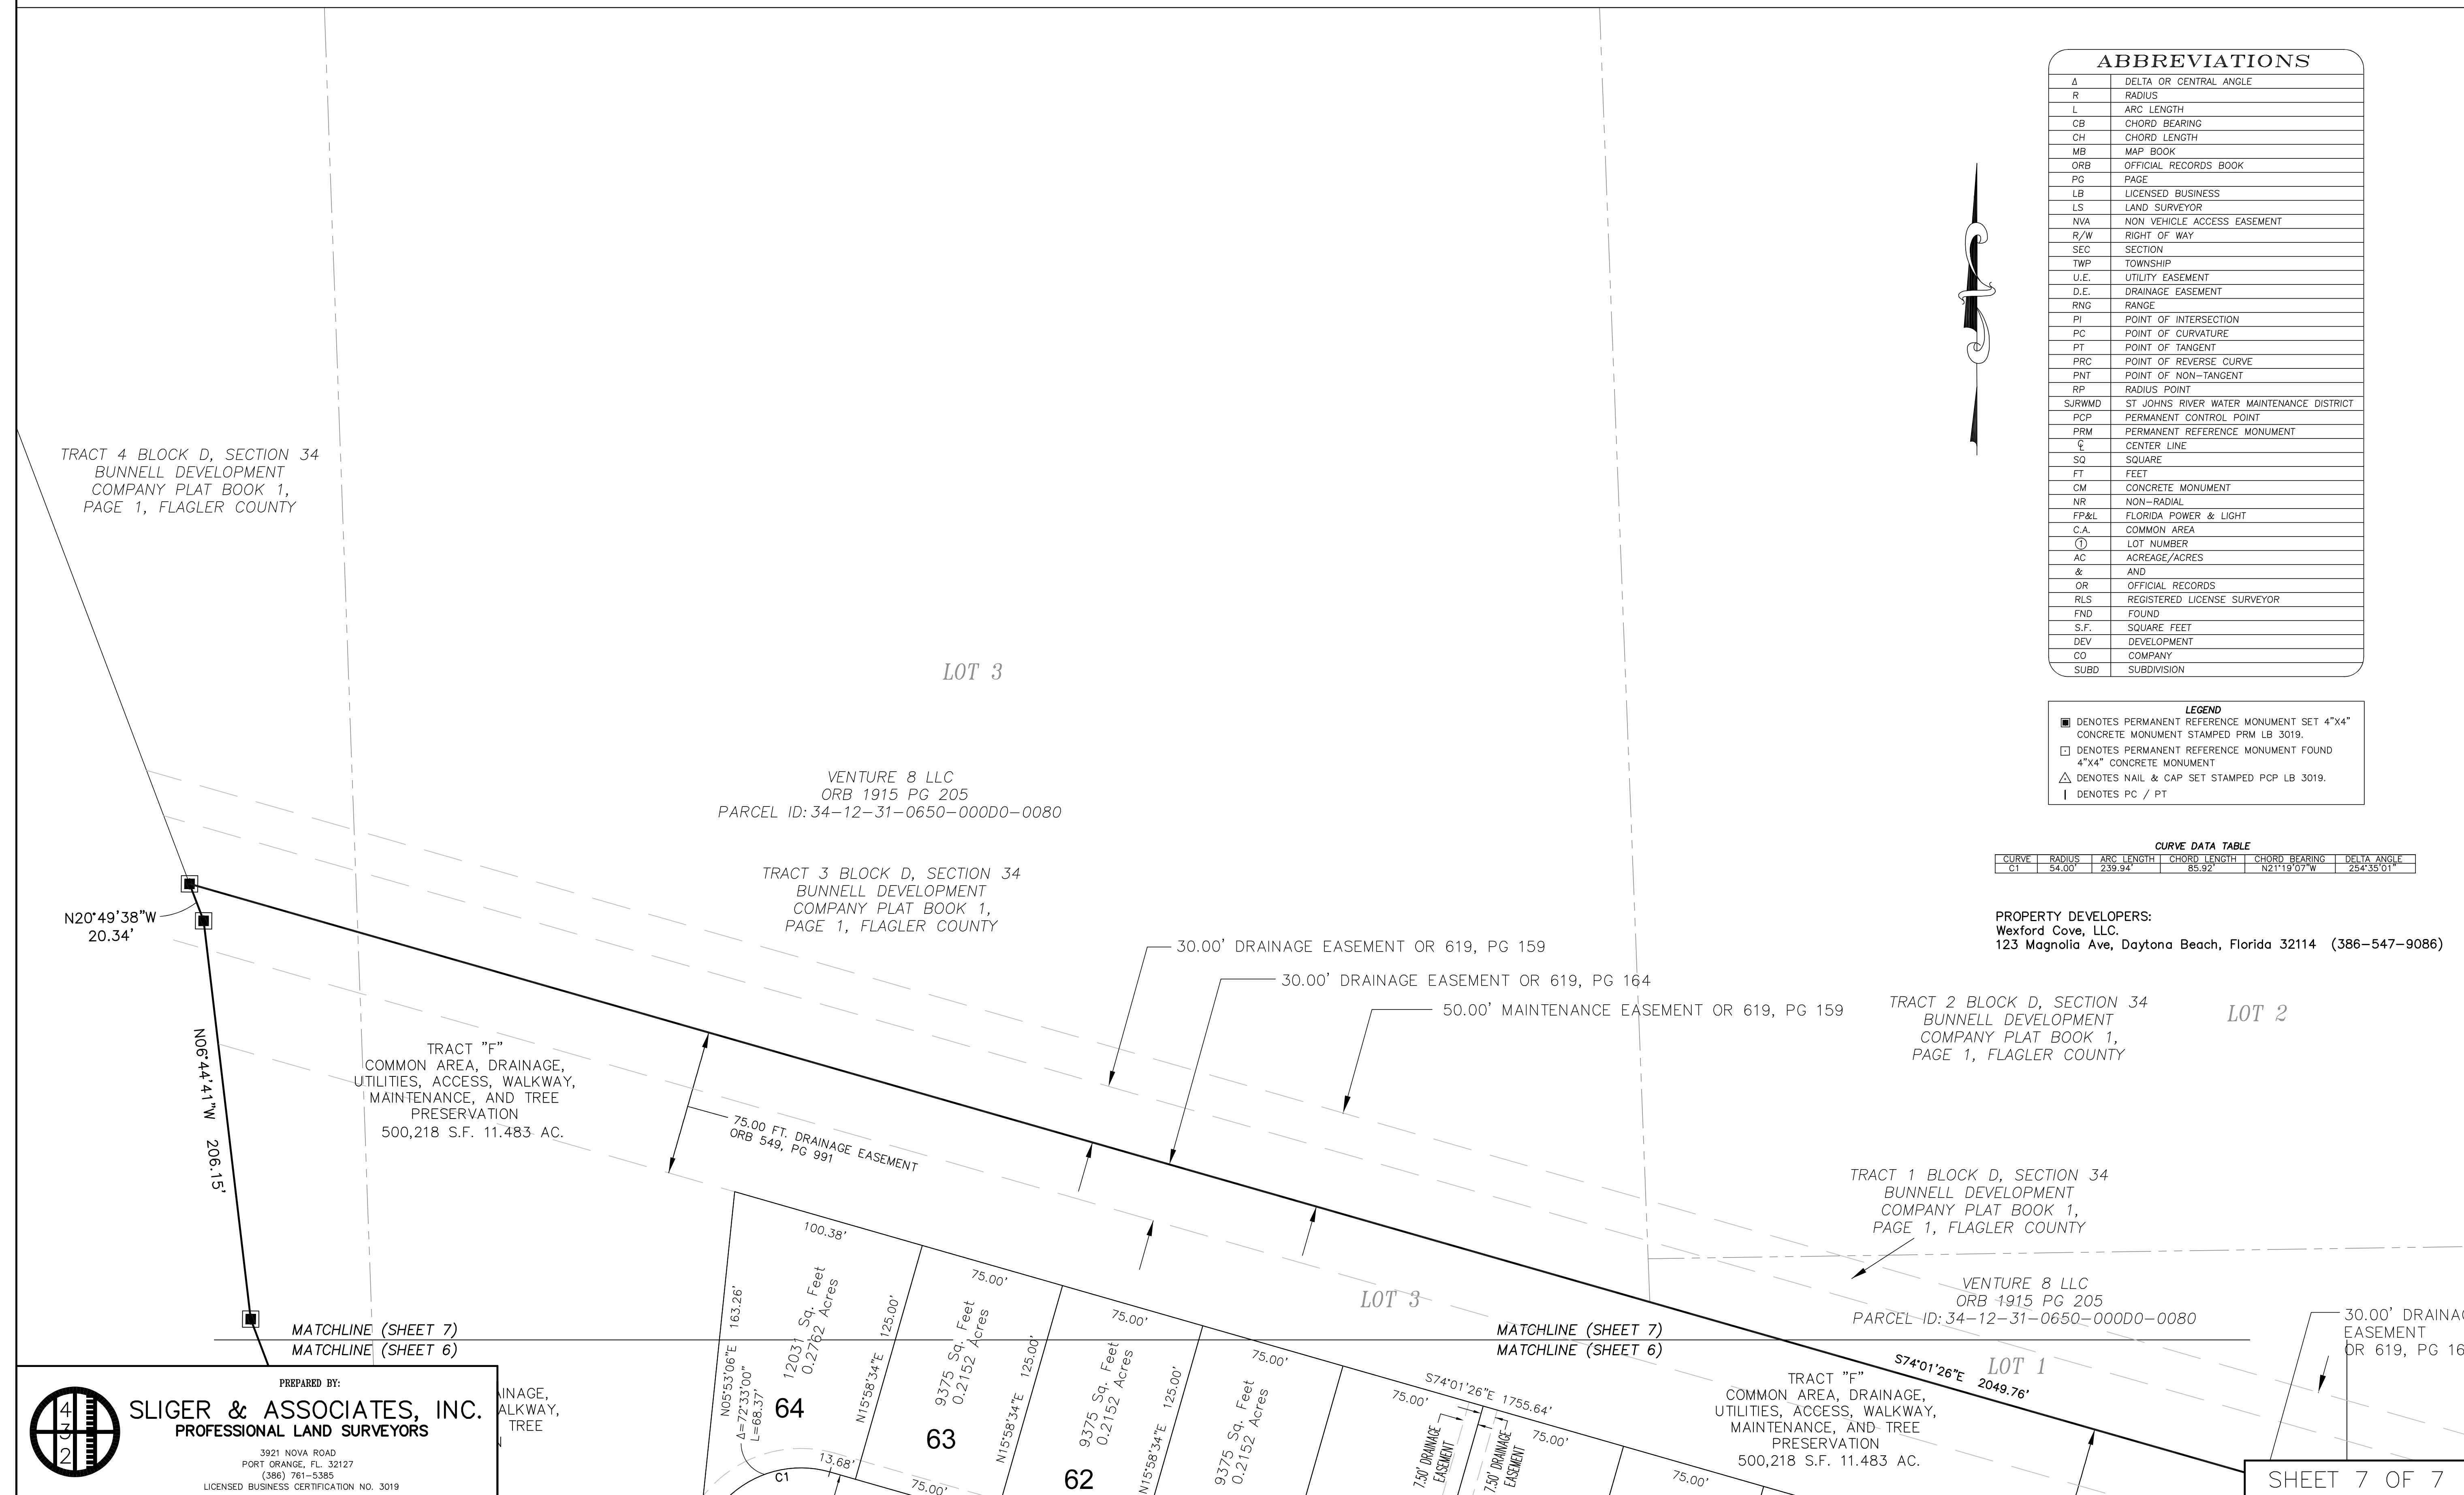 ABBREVIATIONS
Δ DELTA OR CENTRAL ANGLE
R RADIUS
L ARC LENGTH
CB CHORD BEARING
CH CHORD LENGTH
MB MAP BOOK
ORB OFFICIAL RECORDS BOOK
PG PAGE
LB LICENSED BUSINESS
LS LAND SURVEYOR
NVA NON VEHICLE ACCESS EASEMENT
R/W RIGHT OF WAY
SEC SECTION
TWP TOWNSHIP
U.E. UTILITY EASEMENT
D.E. DRAINAGE EASEMENT
RNG RANGE
PI POINT OF INTERSECTION
PC POINT OF CURVATURE
PT POINT OF TANGENT
PRC POINT OF REVERSE CURVE
PNT POINT OF NON-TANGENT
RP RADIUS POINT
SJRWMD ST JOHNS RIVER WATER MAINTENANCE DISTRICT
PCP PERMANENT CONTROL POINT
PRM PERMANENT REFERENCE MONUMENT
℄ CENTER LINE
SQ SQUARE
FT FEET
CM CONCRETE MONUMENT
NR NON-RADIAL
FP&L FLORIDA POWER & LIGHT
C.A. COMMON AREA
① LOT NUMBER
AC ACREAGE/ACRES
& AND
OR OFFICIAL RECORDS
RLS REGISTERED LICENSE SURVEYOR
FND FOUND
S.F. SQUARE FEET
DEV DEVELOPMENT
CO COMPANY
SUBD SUBDIVISION
LEGEND
DENOTES PERMANENT REFERENCE MONUMENT SET 4"X4"
CONCRETE MONUMENT STAMPED PRM LB 3019.
DENOTES PERMANENT REFERENCE MONUMENT FOUND
4"X4" CONCRETE MONUMENT
DENOTES NAIL & CAP SET STAMPED PCP LB 3019.
DENOTES PC / PT
CURVE DATA TABLE
CURVE RADIUS ARC LENGTH CHORD LENGTH CHORD BEARING DELTA ANGLE
C1 54.00' 239.94' 85.92' N21°19'07"W 254°35'01"
PROPERTY DEVELOPERS:
Wexford Cove, LLC.
123 Magnolia Ave, Daytona Beach, Florida 32114 (386-547-9086)
TRACT 4 BLOCK D, SECTION 34
BUNNELL DEVELOPMENT
COMPANY PLAT BOOK 1,
PAGE 1, FLAGLER COUNTY
LOT 3
VENTURE 8 LLC
ORB 1915 PG 205
PARCEL ID: 34-12-31-0650-000D0-0080
TRACT 3 BLOCK D, SECTION 34
BUNNELL DEVELOPMENT
COMPANY PLAT BOOK 1,
PAGE 1, FLAGLER COUNTY
N20°49'38"W
20.34'
30.00' DRAINAGE EASEMENT OR 619, PG 159
30.00' DRAINAGE EASEMENT OR 619, PG 164
50.00' MAINTENANCE EASEMENT OR 619, PG 159
TRACT 2 BLOCK D, SECTION 34
BUNNELL DEVELOPMENT
COMPANY PLAT BOOK 1,
PAGE 1, FLAGLER COUNTY
LOT 2
N06°44'41"W 206.15'
TRACT "F"
COMMON AREA, DRAINAGE,
UTILITIES, ACCESS, WALKWAY,
MAINTENANCE, AND TREE
PRESERVATION
500,218 S.F. 11.483 AC.
75.00 FT. DRAINAGE EASEMENT
ORB 549, PG 991
TRACT 1 BLOCK D, SECTION 34
BUNNELL DEVELOPMENT
COMPANY PLAT BOOK 1,
PAGE 1, FLAGLER COUNTY
VENTURE 8 LLC
ORB 1915 PG 205
PARCEL ID: 34-12-31-0650-000D0-0080
30.00' DRAINA
EASEMENT
OR 619, PG 16
LOT 3
MATCHLINE (SHEET 7)
MATCHLINE (SHEET 6)
MATCHLINE (SHEET 7)
MATCHLINE (SHEET 6)
100.38'
N05°53'06"E 163.26'
12031 Sq. Feet
0.2762 Acres
64
Δ=72°33'00"
L=68.37'
13.68'
C1
N15°58'34"E 125.00'
75.00'
9375 Sq. Feet
0.2152 Acres
63
75.00'
N15°58'34"E 125.00'
75.00'
9375 Sq. Feet
0.2152 Acres
62
N15°58'34"E 125.00'
75.00'
9375 Sq. Feet
0.2152 Acres
S74°01'26"E 1755.64'
75.00'
7.50' DRAINAGE
EASEMENT
7.50' DRAINAGE
EASEMENT
75.00'
75.00'
TRACT "F"
COMMON AREA, DRAINAGE,
UTILITIES, ACCESS, WALKWAY,
MAINTENANCE, AND TREE
PRESERVATION
500,218 S.F. 11.483 AC.
S74°01'26"E 2049.76'
LOT 1
AINAGE,
ALKWAY,
TREE
PREPARED BY:
4
3
2
SLIGER & ASSOCIATES, INC.
PROFESSIONAL LAND SURVEYORS
3921 NOVA ROAD
PORT ORANGE, FL. 32127
(386) 761-5385
LICENSED BUSINESS CERTIFICATION NO. 3019
SHEET 7 OF 7